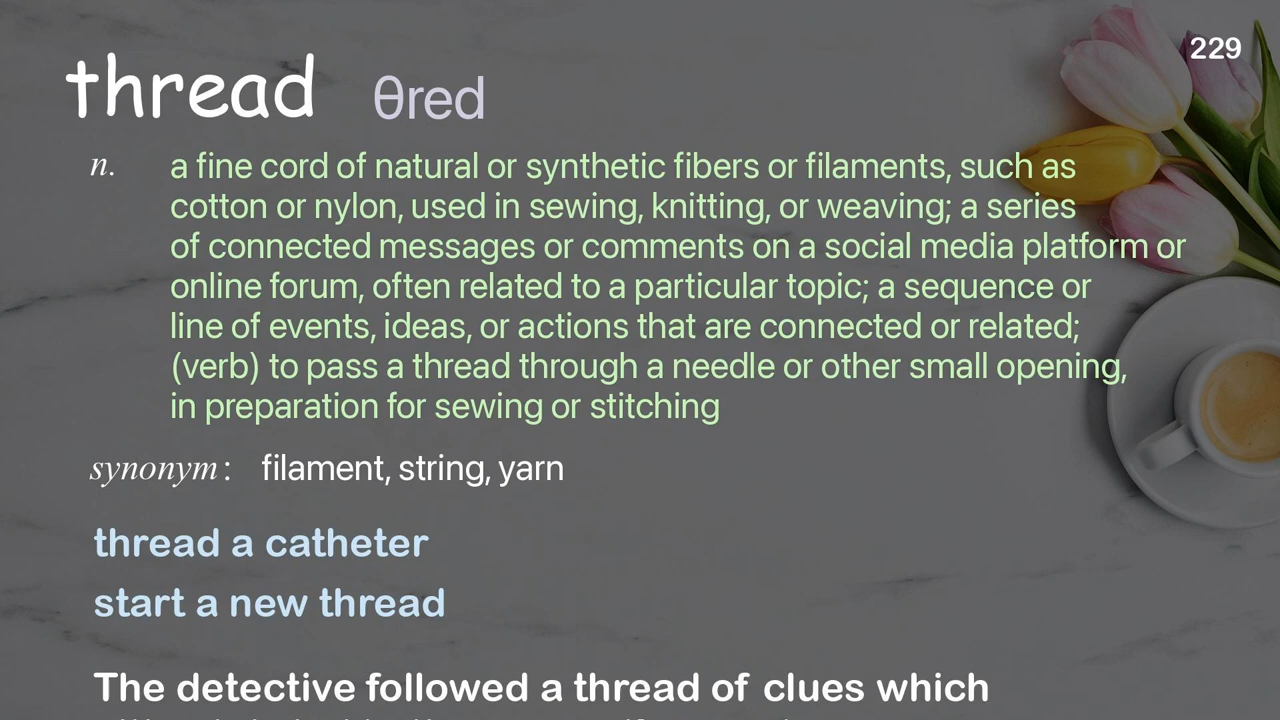 229
thread θred
n. a fine cord of natural or synthetic fibers or filaments, such as
cotton or nylon, used in sewing, knitting, or weaving; a series
of connected messages or comments on a social media platform or
online forum, often related to a particular topic; a sequence or
line of events, ideas, or actions that are connected or related;
(verb) to pass a thread through a needle or other small opening,
in preparation for sewing or stitching
synonym: filament, string, yarn
thread a catheter
start a new thread
The detective followed a thread of clues which